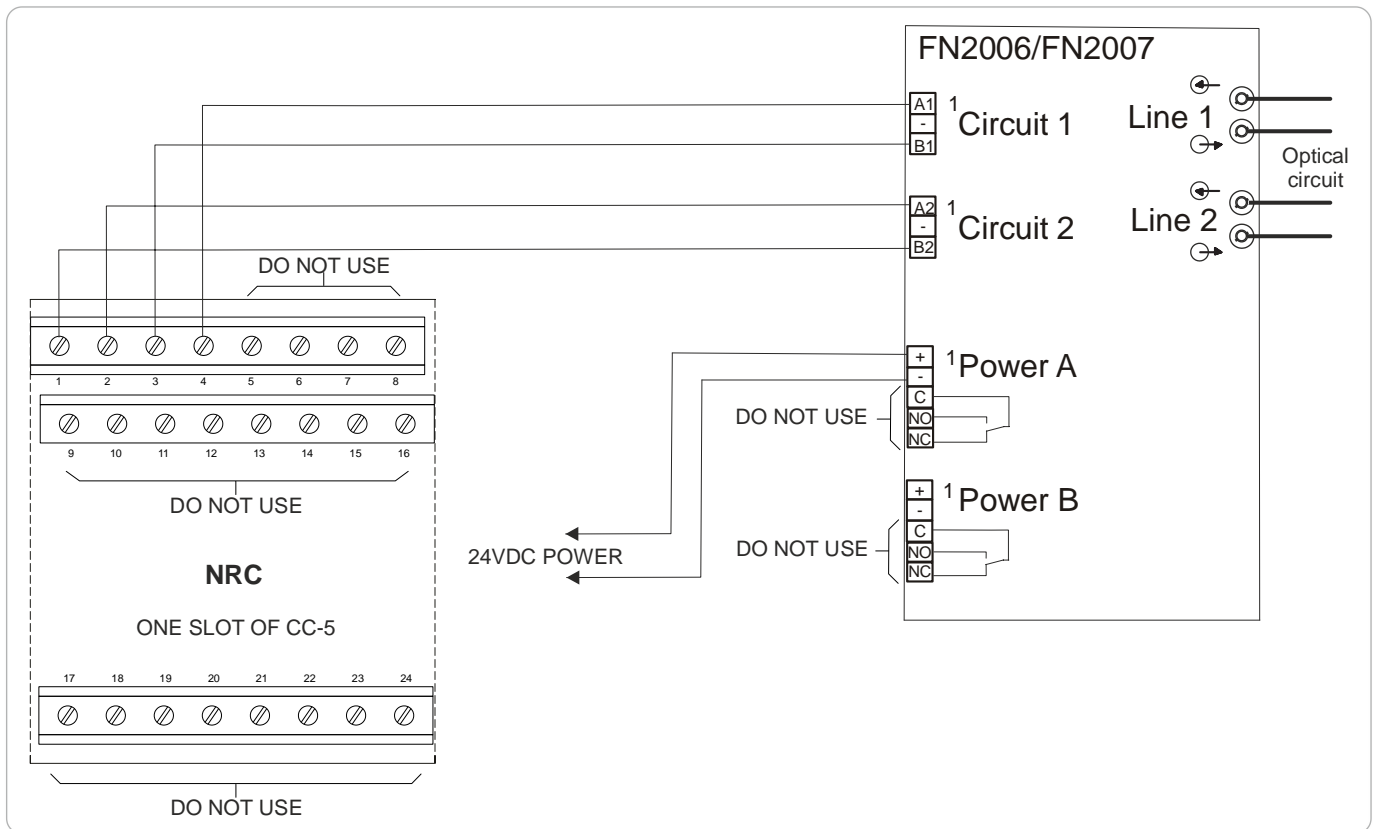 FN2006/FN2007
A1
-
B1
1 Circuit 1
Line 1
Optical
circuit
A2
-
B2
1 Circuit 2
Line 2
DO NOT USE
1 2 3 4 5 6 7 8
9 10 11 12 13 14 15 16
DO NOT USE
NRC
ONE SLOT OF CC-5
17 18 19 20 21 22 23 24
DO NOT USE
24VDC POWER
+
-
C
NO
NC
1 Power A
DO NOT USE
+
-
C
NO
NC
1 Power B
DO NOT USE